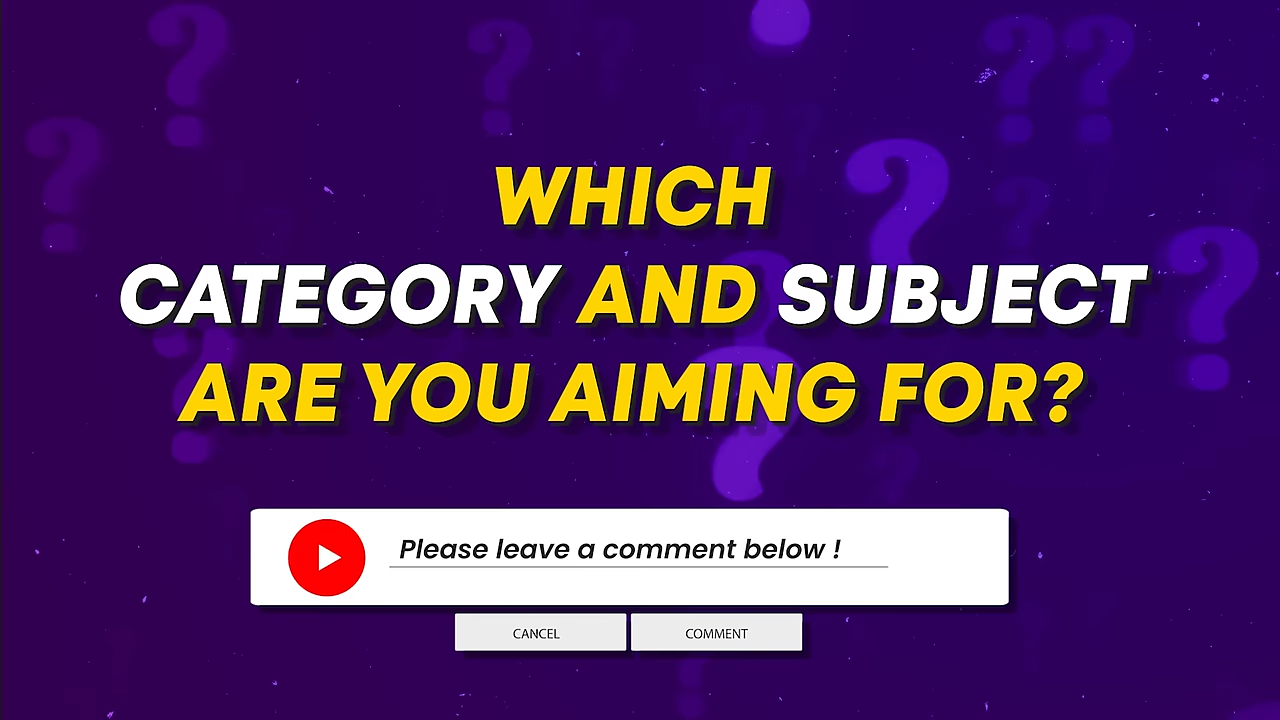 WHICH
CATEGORY AND SUBJECT
ARE YOU AIMING FOR?
Please leave a comment below !
CANCEL COMMENT